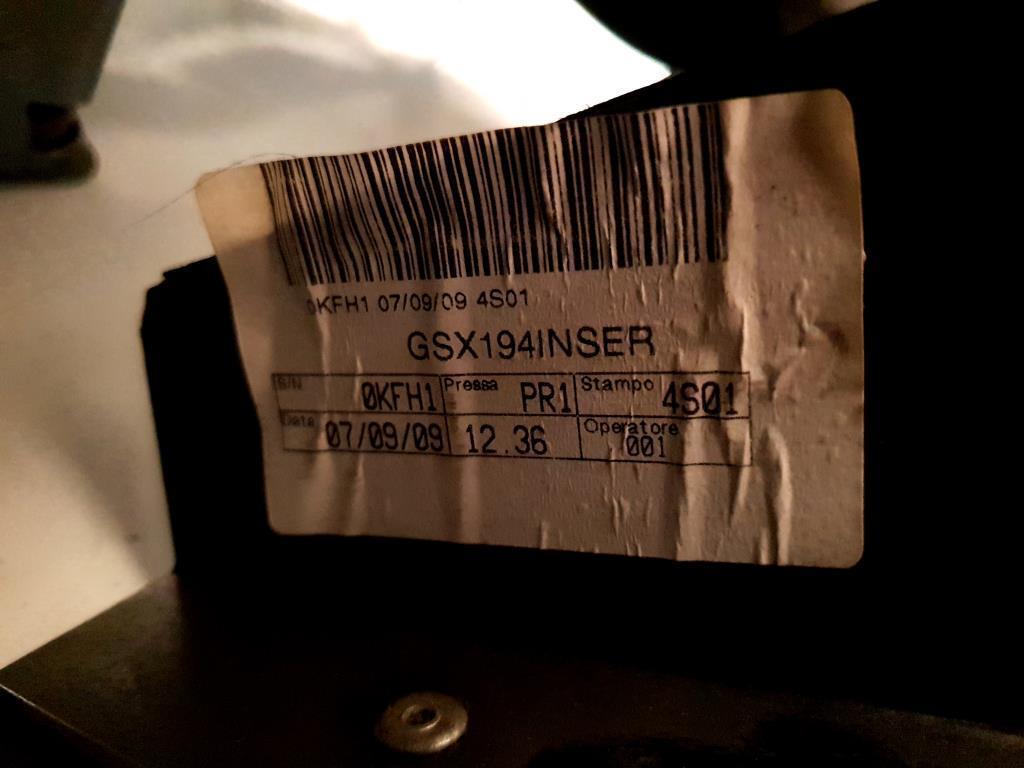 0KFH1 07/09/09 4S01
GSX194INSER
S/N 0KFH1 Pressa PR1 Stampo 4S01
Data 07/09/09 12.36 Operatore 001